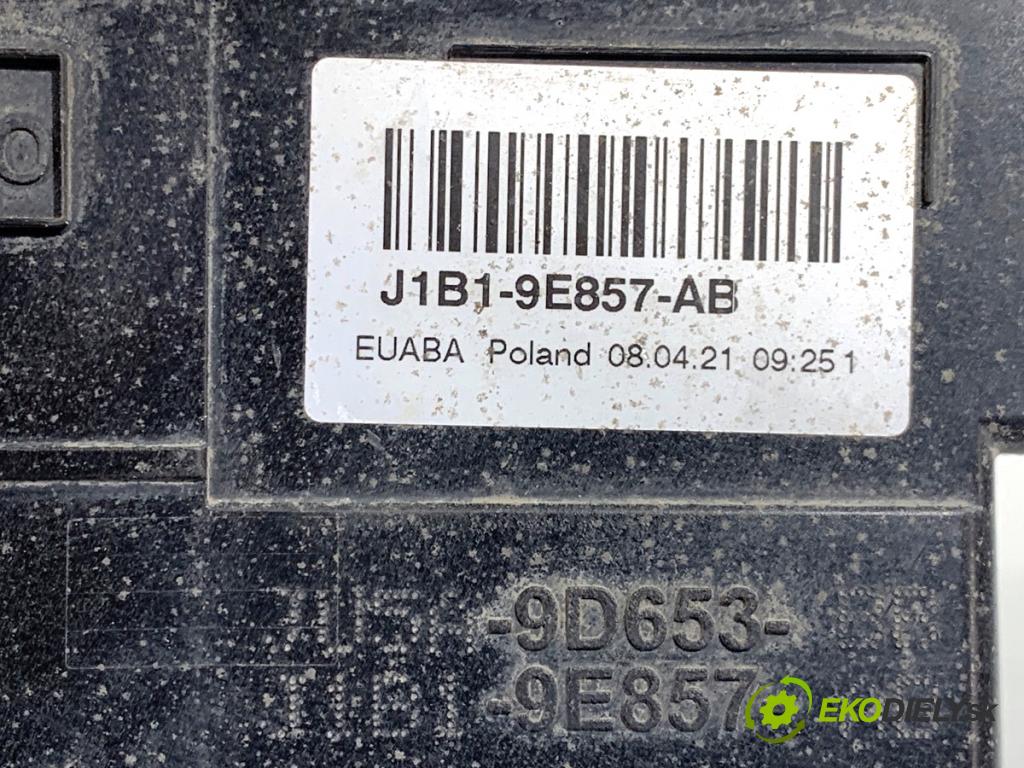 J1B1-9E857-AB
EUABA Poland 08.04.21 09:25 1
-9D653-
-9E857
EKODIELY.sk